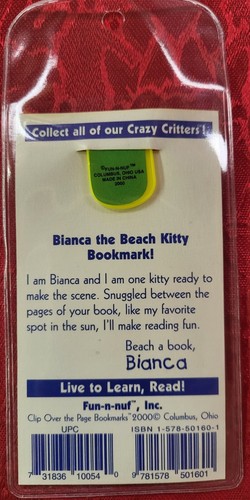 Collect all of our Crazy Critters!
©FUN-N-NUF™
COLUMBUS, OHIO USA
MADE IN CHINA
2000
Bianca the Beach Kitty
Bookmark!
I am Bianca and I am one kitty ready to
make the scene. Snuggled between the
pages of your book, like my favorite
spot in the sun, I'll make reading fun.
Beach a book,
Bianca
Live to Learn, Read!
Fun-n-nuf™, Inc.
Clip Over the Page Bookmarks™2000© Columbus, Ohio
UPC ISBN 1-578-50160-1
7 31836 10054 0 9 781578 501601